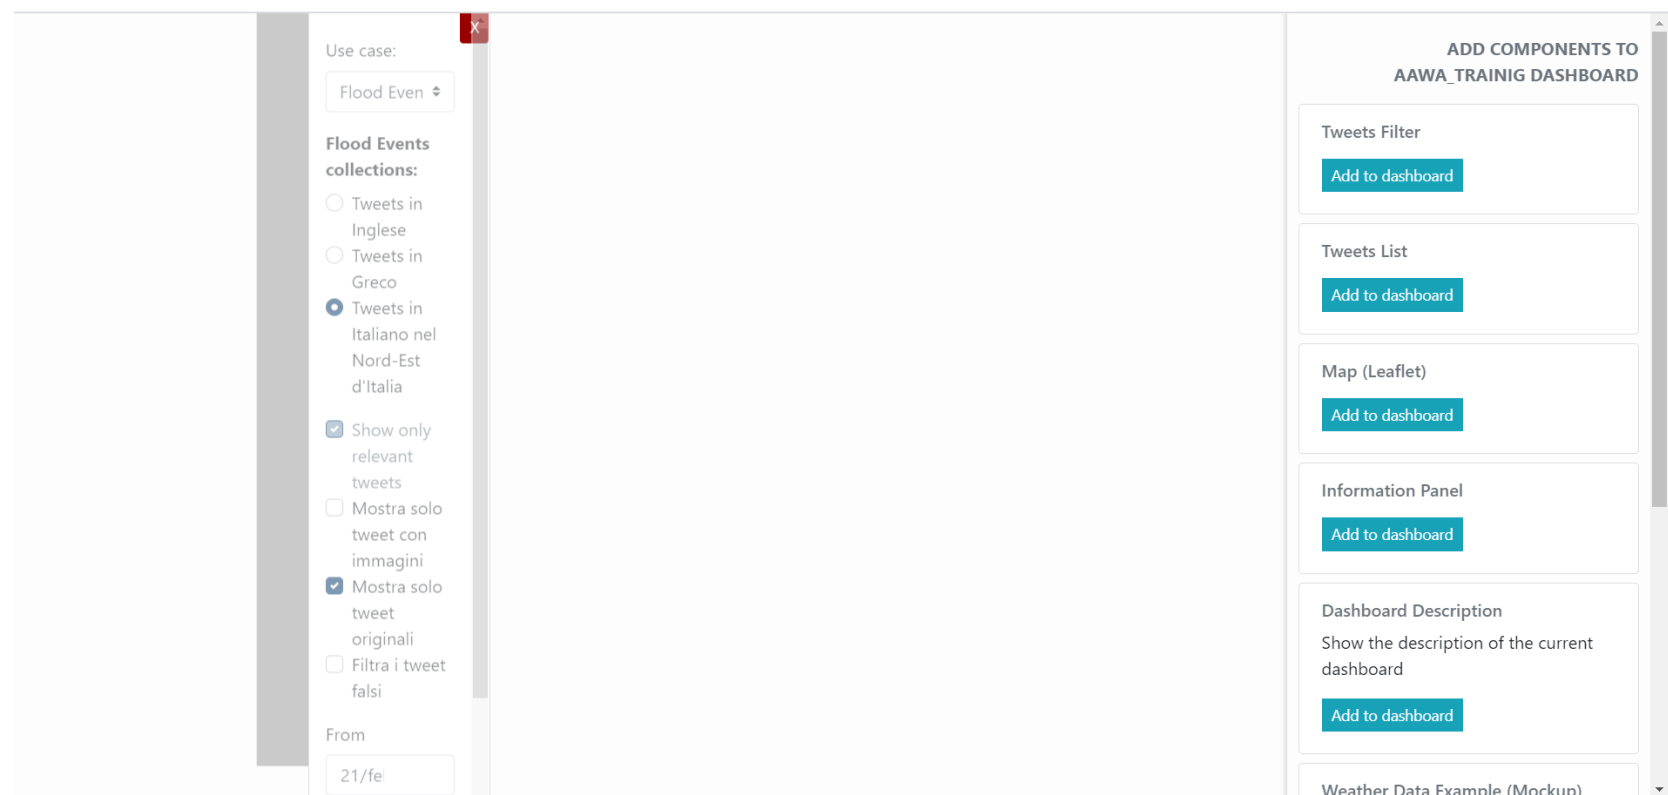 X
Use case:
Flood Even
Flood Events
collections:
Tweets in
Inglese
Tweets in
Greco
Tweets in
Italiano nel
Nord-Est
d'Italia
Show only
relevant
tweets
Mostra solo
tweet con
immagini
Mostra solo
tweet
originali
Filtra i tweet
falsi
From
21/fe
ADD COMPONENTS TO
AAWA_TRAINIG DASHBOARD
Tweets Filter
Add to dashboard
Tweets List
Add to dashboard
Map (Leaflet)
Add to dashboard
Information Panel
Add to dashboard
Dashboard Description
Show the description of the current
dashboard
Add to dashboard
Weather Data Example (Mockup)